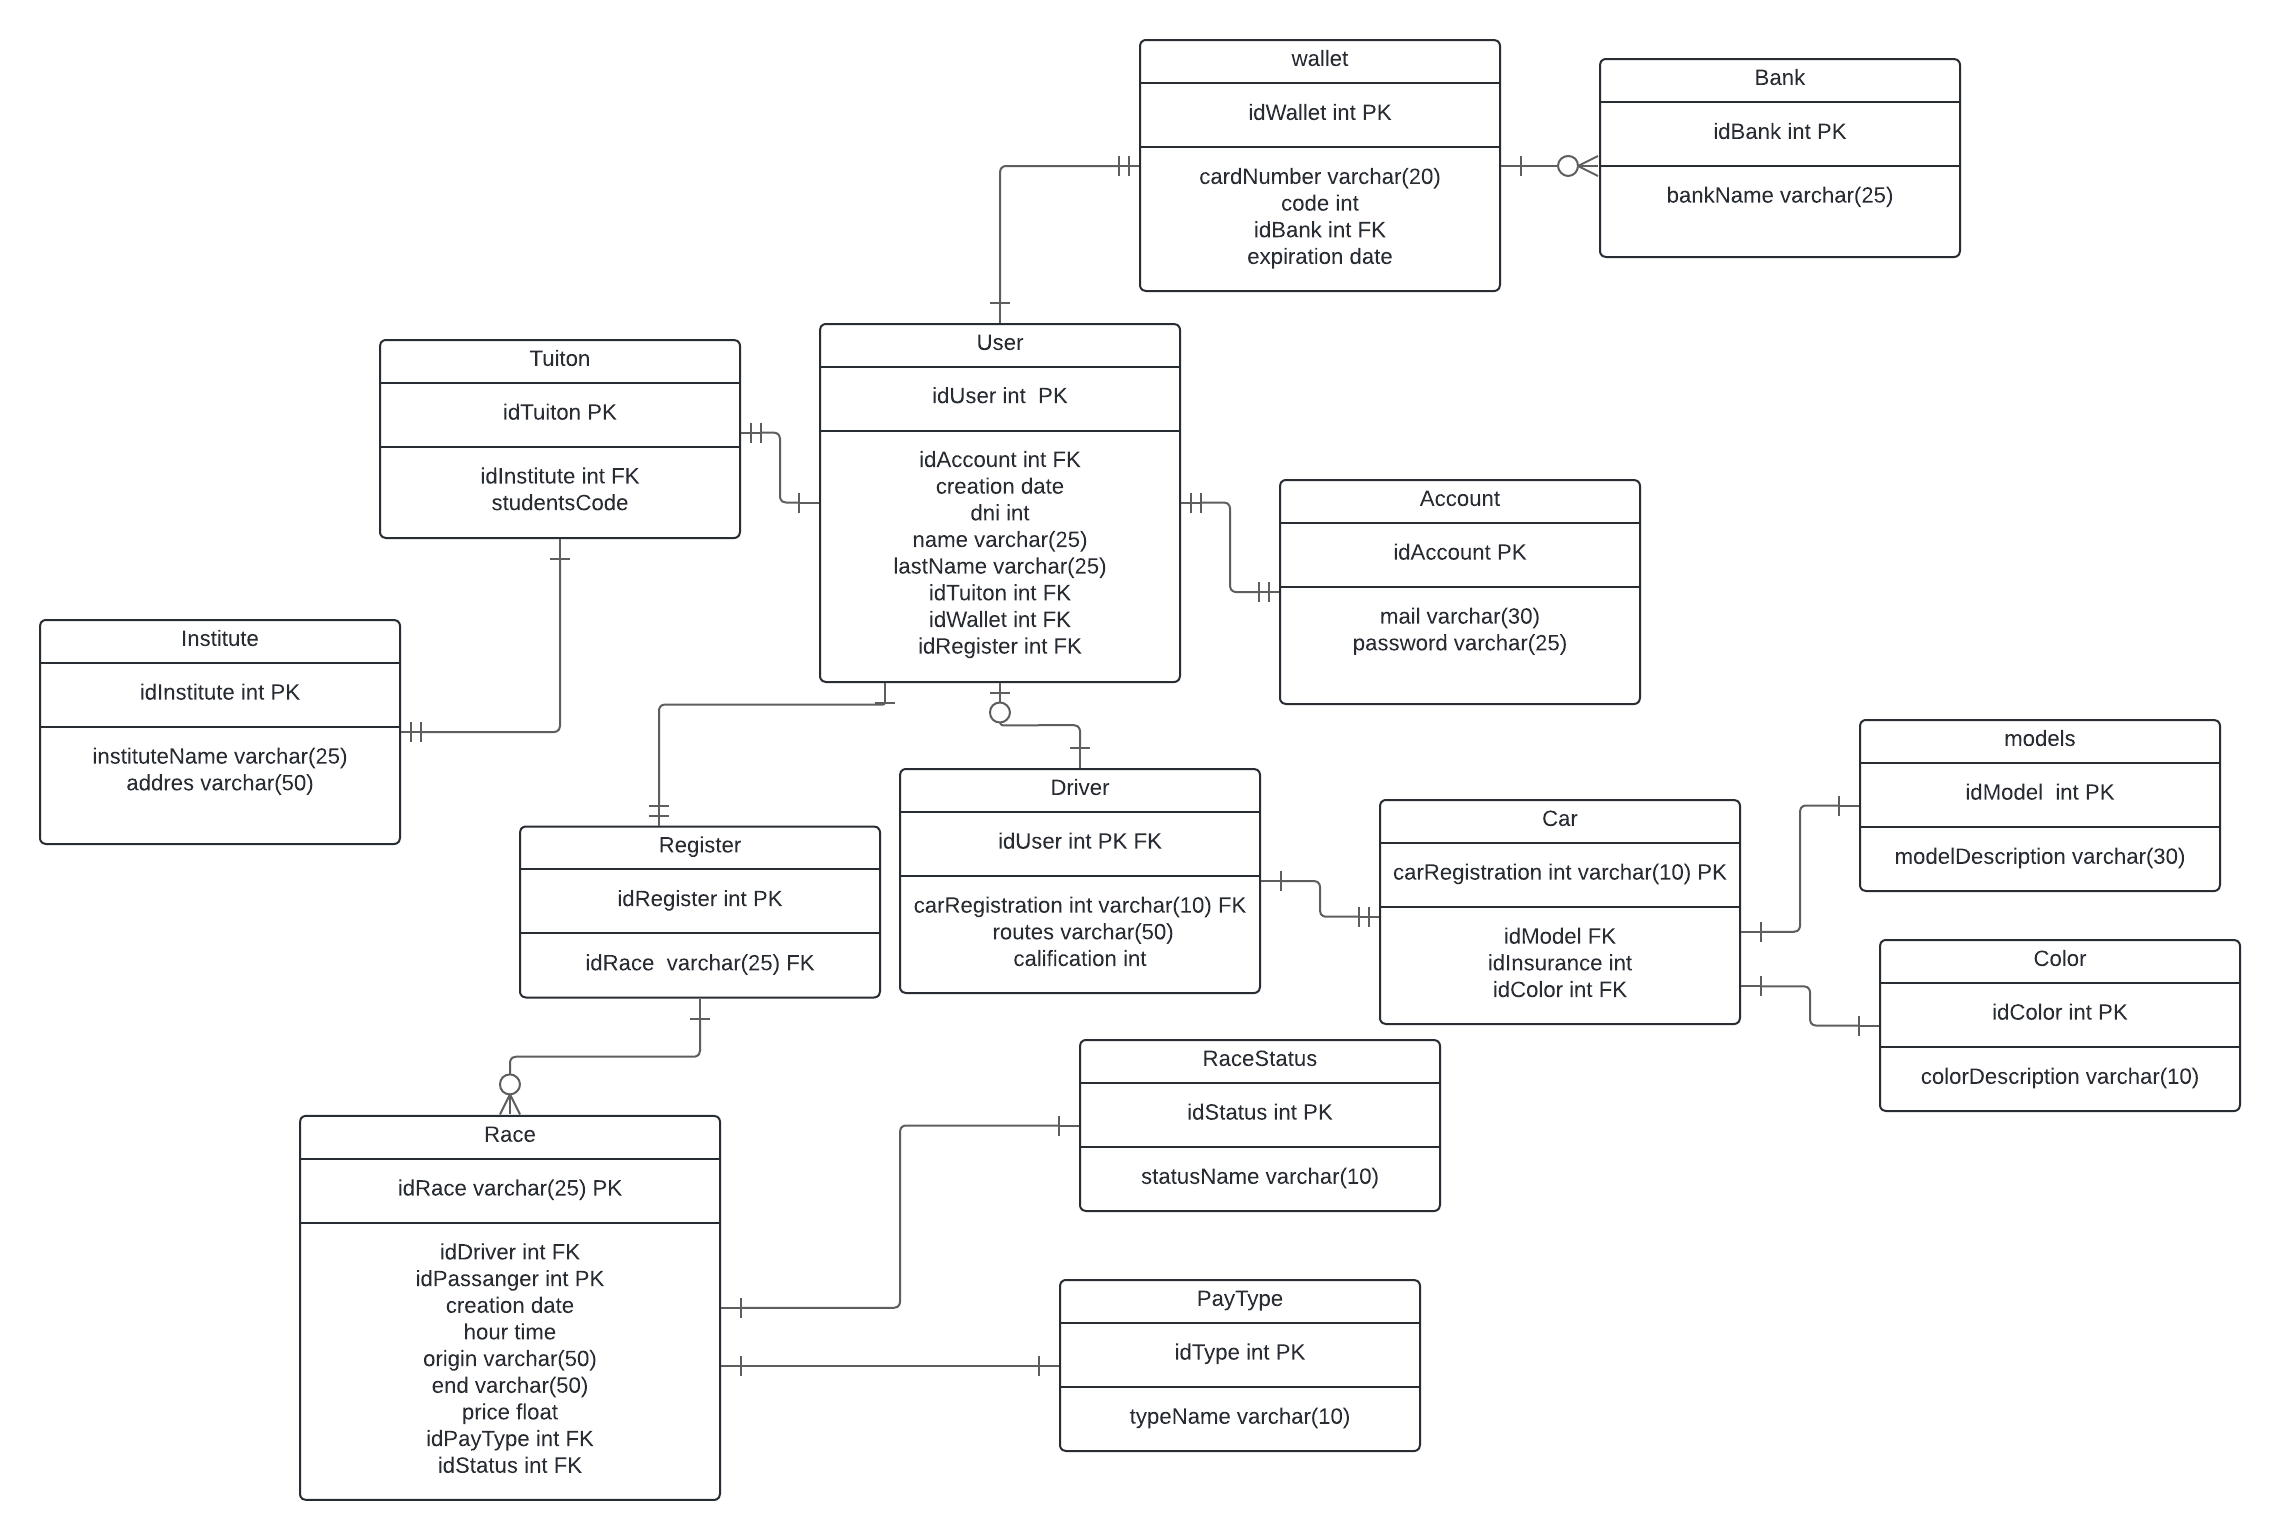 wallet
idWallet int PK
cardNumber varchar(20)
code int
idBank int FK
expiration date
Bank
idBank int PK
bankName varchar(25)
Tuiton
idTuiton PK
idInstitute int FK
studentsCode
User
idUser int  PK
idAccount int FK
creation date
dni int
name varchar(25)
lastName varchar(25)
idTuiton int FK
idWallet int FK
idRegister int FK
Account
idAccount PK
mail varchar(30)
password varchar(25)
Institute
idInstitute int PK
instituteName varchar(25)
addres varchar(50)
Register
idRegister int PK
idRace  varchar(25) FK
Driver
idUser int PK FK
carRegistration int varchar(10) FK
routes varchar(50)
calification int
Car
carRegistration int varchar(10) PK
idModel FK
idInsurance int
idColor int FK
models
idModel  int PK
modelDescription varchar(30)
Color
idColor int PK
colorDescription varchar(10)
RaceStatus
idStatus int PK
statusName varchar(10)
Race
idRace varchar(25) PK
idDriver int FK
idPassanger int PK
creation date
hour time
origin varchar(50)
end varchar(50)
price float
idPayType int FK
idStatus int FK
PayType
idType int PK
typeName varchar(10)